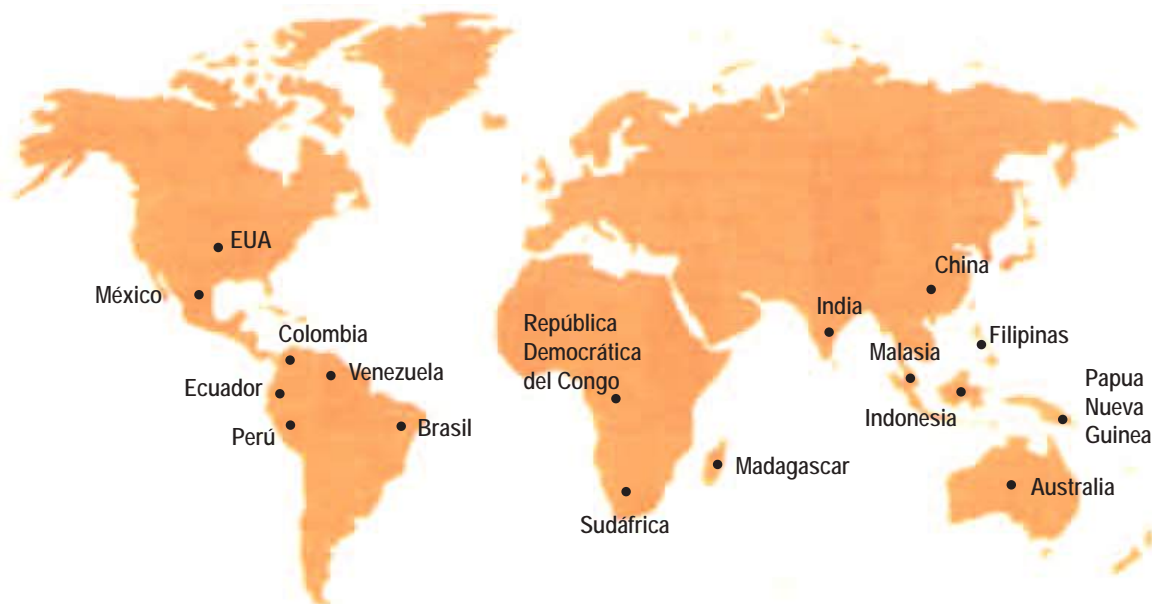 EUA
México
Colombia
Venezuela
Ecuador
Perú
Brasil
República
Democrática
del Congo
Madagascar
Sudáfrica
China
India
Filipinas
Malasia
Indonesia
Papua
Nueva
Guinea
Australia